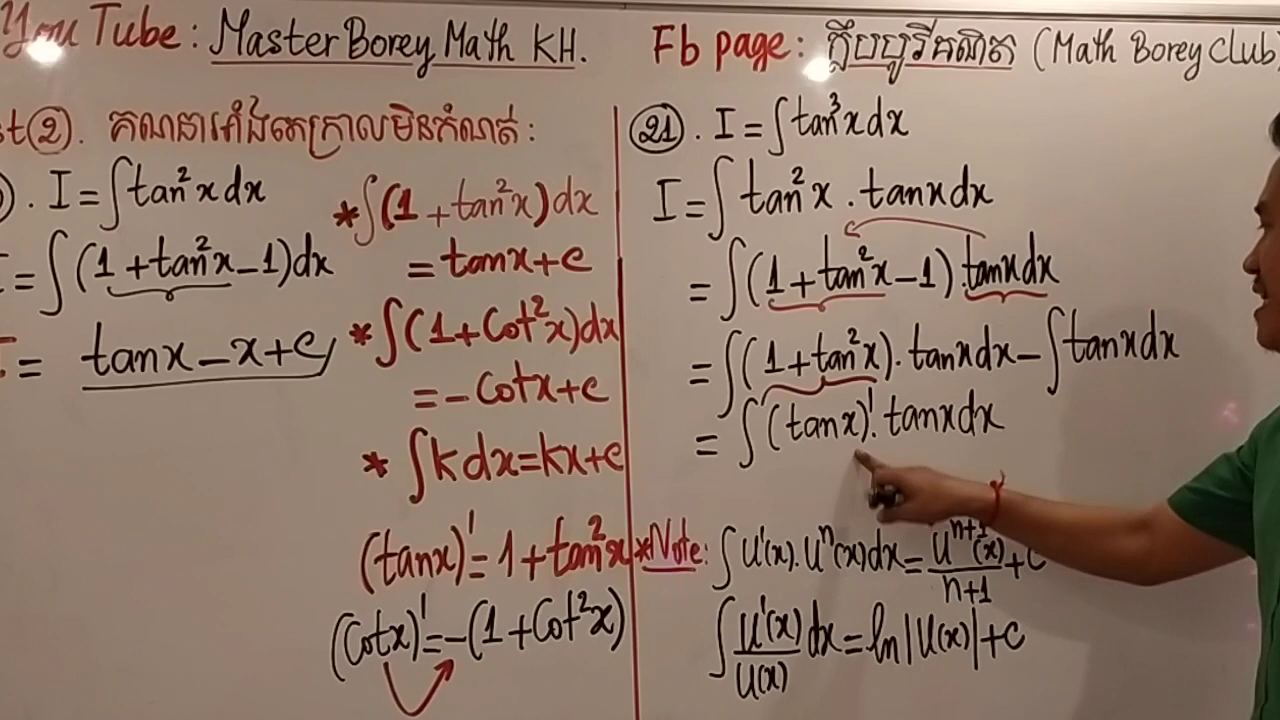 You Tube: Master Borey Math KH.
Fb page: ក្លឹបបូរីគណិត (Math Borey Club
t ②. គណនាអាំងតេក្រាលមិនកំណត់:
). I = ∫tan²x dx
= ∫(1 + tan²x - 1)dx
I = tanx - x + c
*∫(1 + tan²x)dx
= tanx + c
*∫(1 + Cot²x)dx
= -Cotx + c
* ∫k dx = kx + c
(tanx)' = 1 + tan²x
(Cotx)' = -(1 + Cot²x)
㉑. I = ∫tan³x dx
I = ∫tan²x . tanx dx
= ∫(1 + tan²x - 1) . tanx dx
= ∫(1 + tan²x) . tanx dx - ∫tanx dx
= ∫(tanx)' . tanx dx
*Note: ∫U'(x) . Uⁿ(x)dx = Uⁿ⁺¹(x)/n+1 + c
∫U'(x)/U(x) dx = ln|U(x)| + c